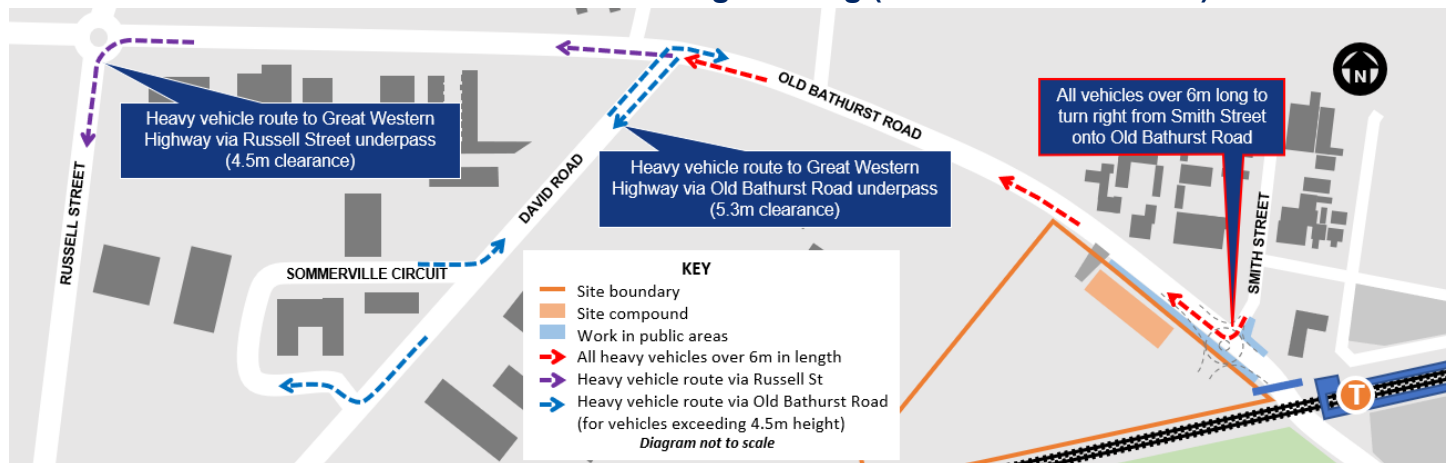 N
OLD BATHURST ROAD
All vehicles over 6m long to
turn right from Smith Street
onto Old Bathurst Road
Heavy vehicle route to Great Western
Highway via Russell Street underpass
(4.5m clearance)
Heavy vehicle route to Great Western
Highway via Old Bathurst Road underpass
(5.3m clearance)
RUSSELL STREET
DAVID ROAD
SMITH STREET
SOMMERVILLE CIRCUIT
KEY
Site boundary
Site compound
Work in public areas
All heavy vehicles over 6m in length
Heavy vehicle route via Russell St
Heavy vehicle route via Old Bathurst Road
(for vehicles exceeding 4.5m height)
Diagram not to scale
T